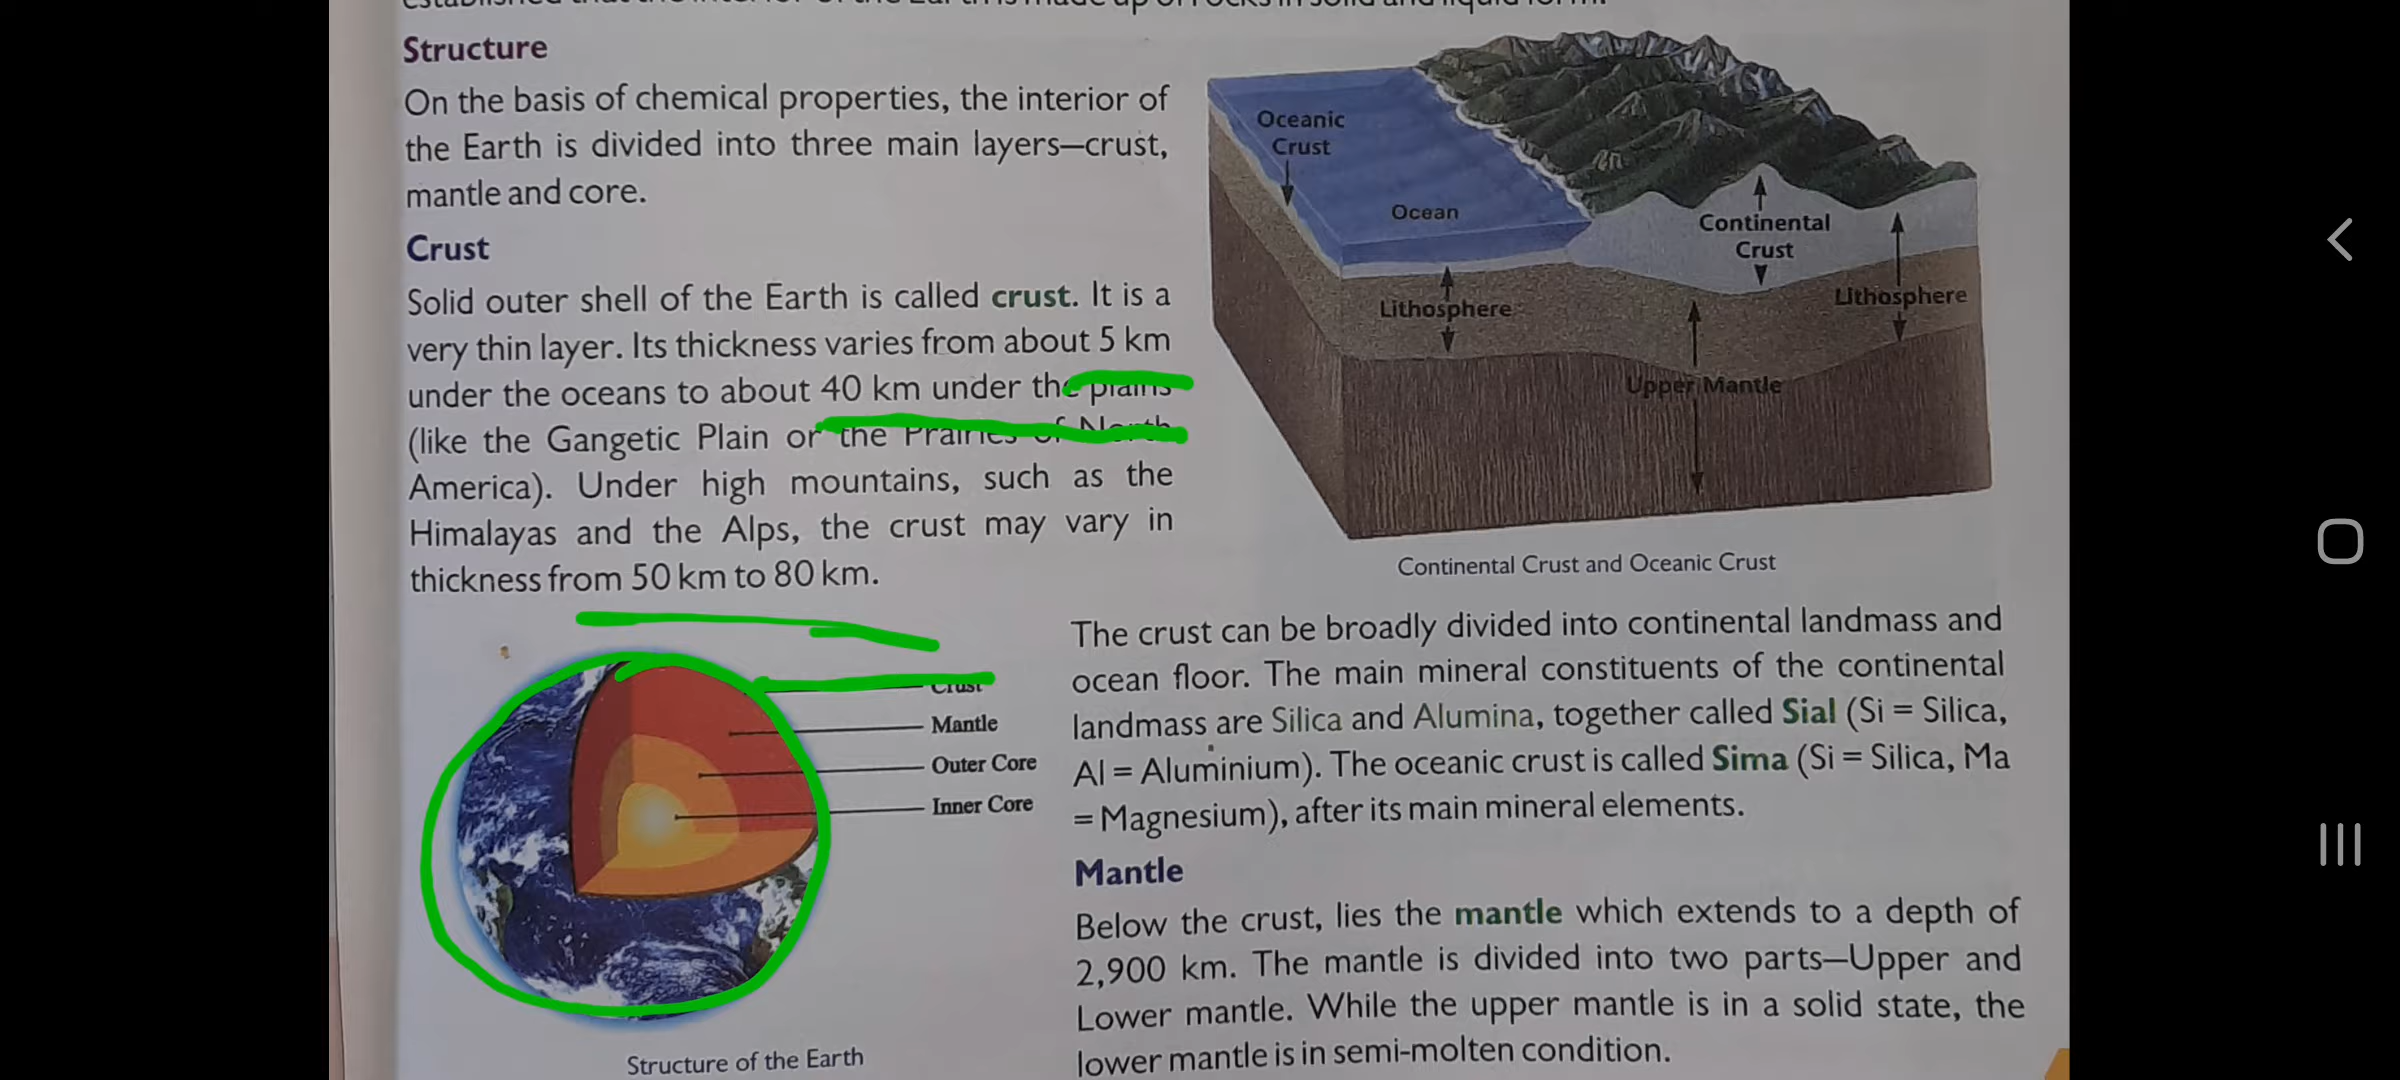 Structure
On the basis of chemical properties, the interior of
the Earth is divided into three main layers—crust,
mantle and core.
Crust
Solid outer shell of the Earth is called crust. It is a
very thin layer. Its thickness varies from about 5 km
under the oceans to about 40 km under the plains
(like the Gangetic Plain or the Prairies of North
America). Under high mountains, such as the
Himalayas and the Alps, the crust may vary in
thickness from 50 km to 80 km.
Oceanic
Crust
Ocean
Continental
Crust
Lithosphere
Lithosphere
Upper Mantle
Continental Crust and Oceanic Crust
Crust
Mantle
Outer Core
Inner Core
Structure of the Earth
The crust can be broadly divided into continental landmass and
ocean floor. The main mineral constituents of the continental
landmass are Silica and Alumina, together called Sial (Si = Silica,
Al = Aluminium). The oceanic crust is called Sima (Si = Silica, Ma
= Magnesium), after its main mineral elements.
Mantle
Below the crust, lies the mantle which extends to a depth of
2,900 km. The mantle is divided into two parts—Upper and
Lower mantle. While the upper mantle is in a solid state, the
lower mantle is in semi-molten condition.